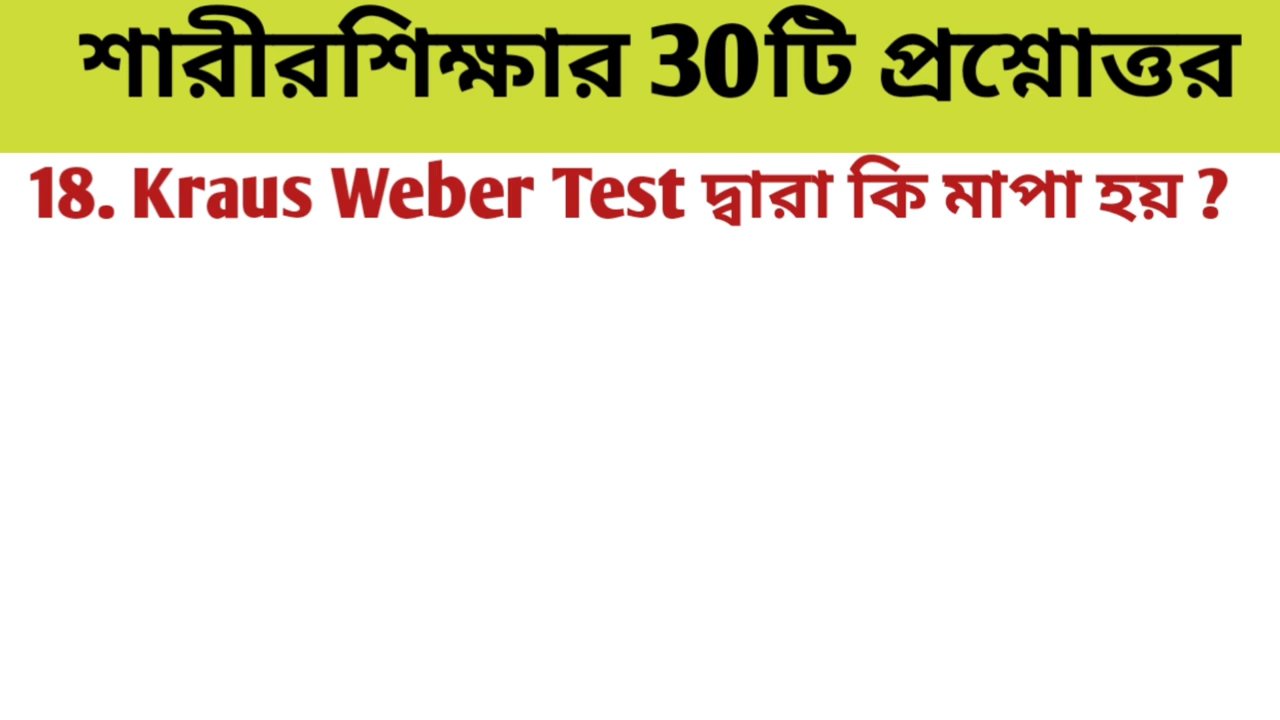 শারীরশিক্ষার 30টি প্রশ্নোত্তর
18. Kraus Weber Test দ্বারা কি মাপা হয় ?